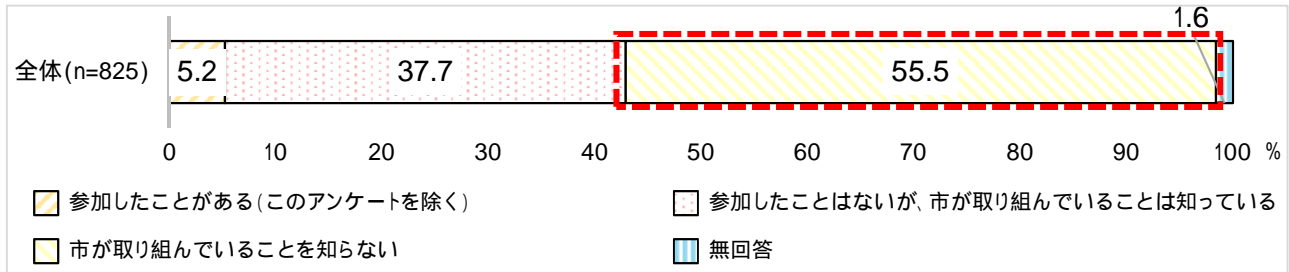 1.6
全体(n=825) 5.2 37.7 55.5
0 10 20 30 40 50 60 70 80 90 100 %
参加したことがある(このアンケートを除く) 参加したことはないが、市が取り組んでいることは知っている
市が取り組んでいることを知らない 無回答